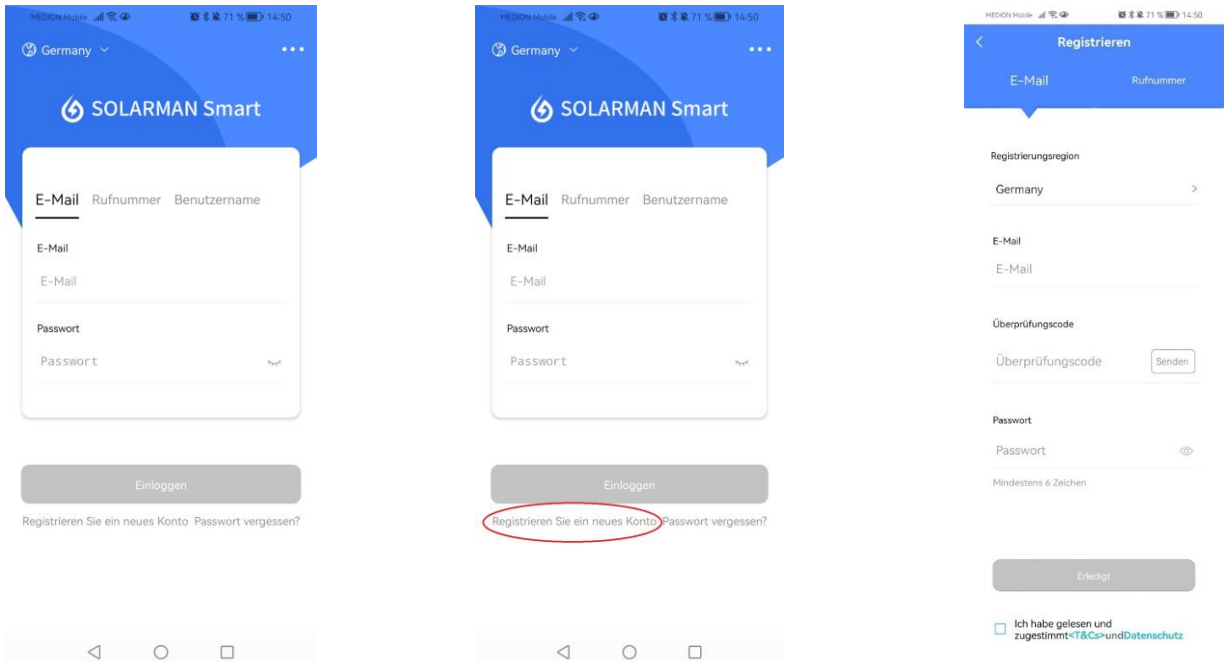 MEDION Mobile 71 % 14:50
Germany
SOLARMAN Smart
E-Mail Rufnummer Benutzername
E-Mail
E-Mail
Passwort
Passwort
Einloggen
Registrieren Sie ein neues Konto Passwort vergessen?
MEDION Mobile 71 % 14:50
Germany
SOLARMAN Smart
E-Mail Rufnummer Benutzername
E-Mail
E-Mail
Passwort
Passwort
Einloggen
Registrieren Sie ein neues Konto Passwort vergessen?
MEDION Mobile 71 % 14:50
Registrieren
E-Mail Rufnummer
Registrierungsregion
Germany
E-Mail
E-Mail
Überprüfungscode
Überprüfungscode Senden
Passwort
Passwort
Mindestens 6 Zeichen
Erledigt
Ich habe gelesen und
zugestimmt<T&Cs>undDatenschutz